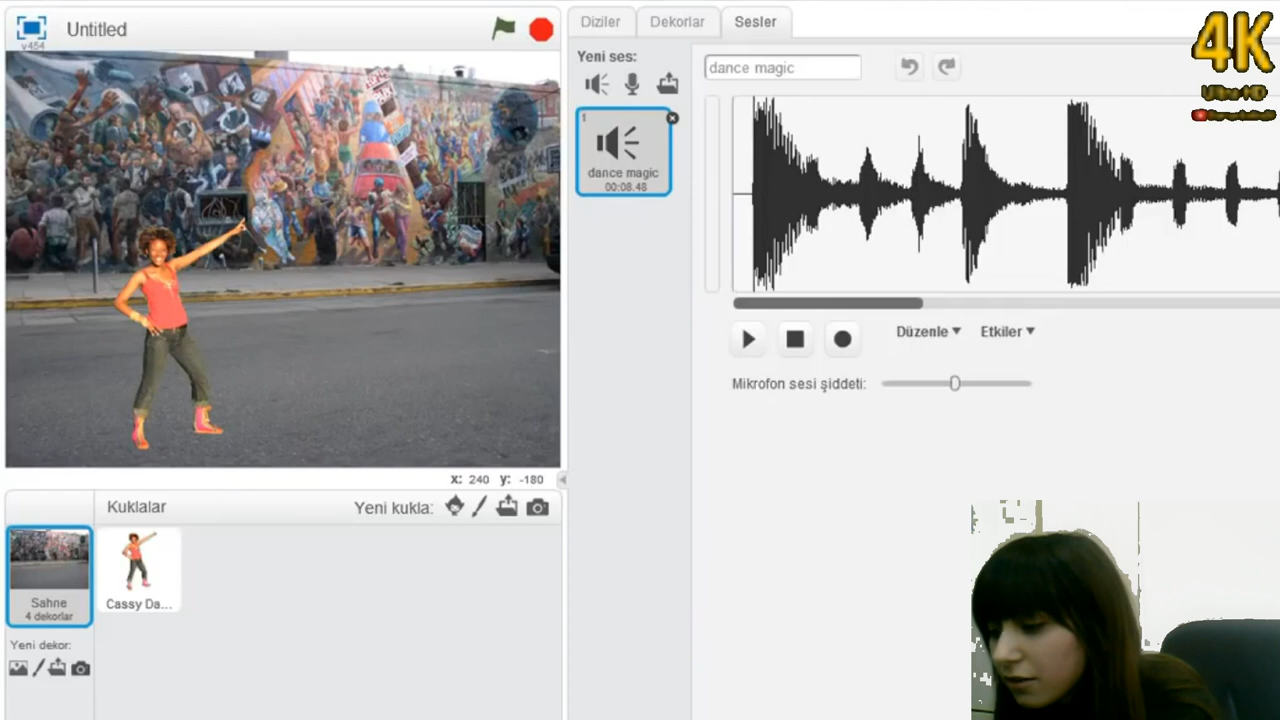 Untitled
v454
Diziler
Dekorlar
Sesler
Yeni ses:
dance magic
1
dance magic
00:08.48
Düzenle
Etkiler
Mikrofon sesi şiddeti:
x: 240 y: -180
Kuklalar
Yeni kukla:
Sahne
4 dekorlar
Cassy Da...
Yeni dekor:
4K
Ultra HD